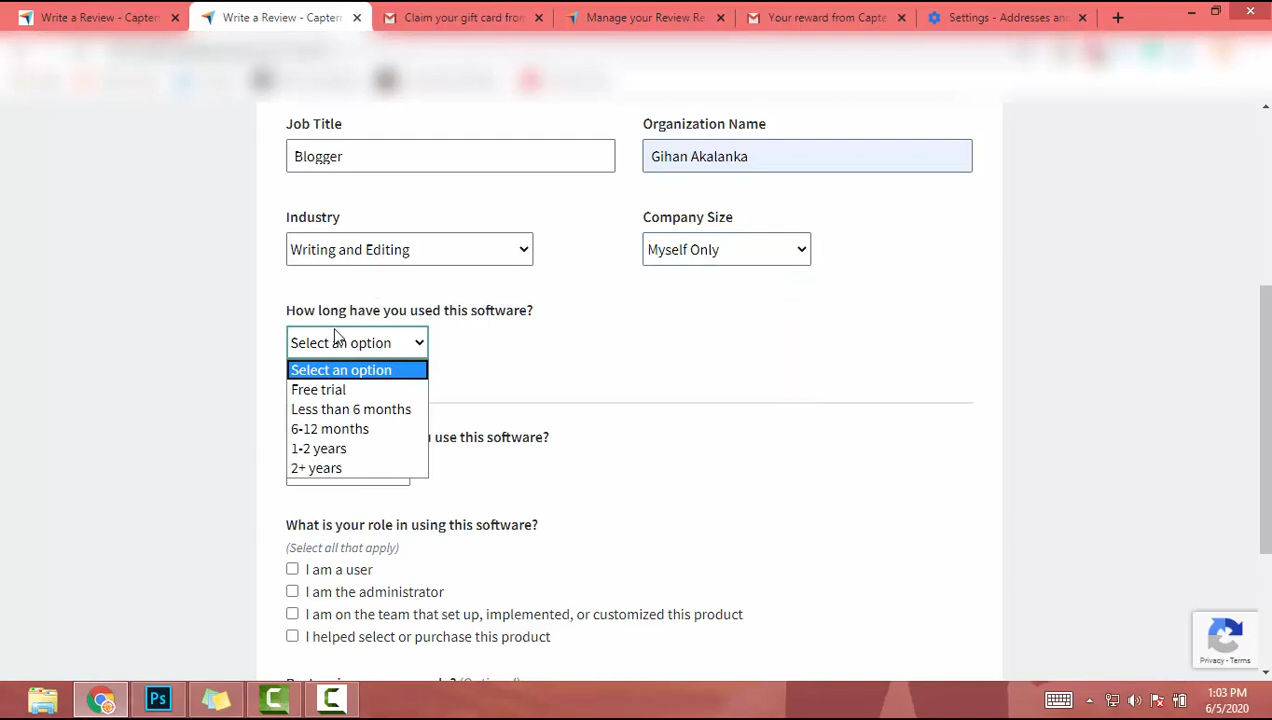 Write a Review - Capter
Write a Review - Capter
Claim your gift card fro
Manage your Review Re
Your reward from Capte
Settings - Addresses an
Job Title
Organization Name
Blogger
Gihan Akalanka
Industry
Company Size
Writing and Editing
Myself Only
How long have you used this software?
Select an option
Select an option
Free trial
Less than 6 months
6-12 months
use this software?
1-2 years
2+ years
What is your role in using this software?
(Select all that apply)
I am a user
I am the administrator
I am on the team that set up, implemented, or customized this product
I helped select or purchase this product
Privacy - Terms
Ps
1:03 PM
6/5/2020